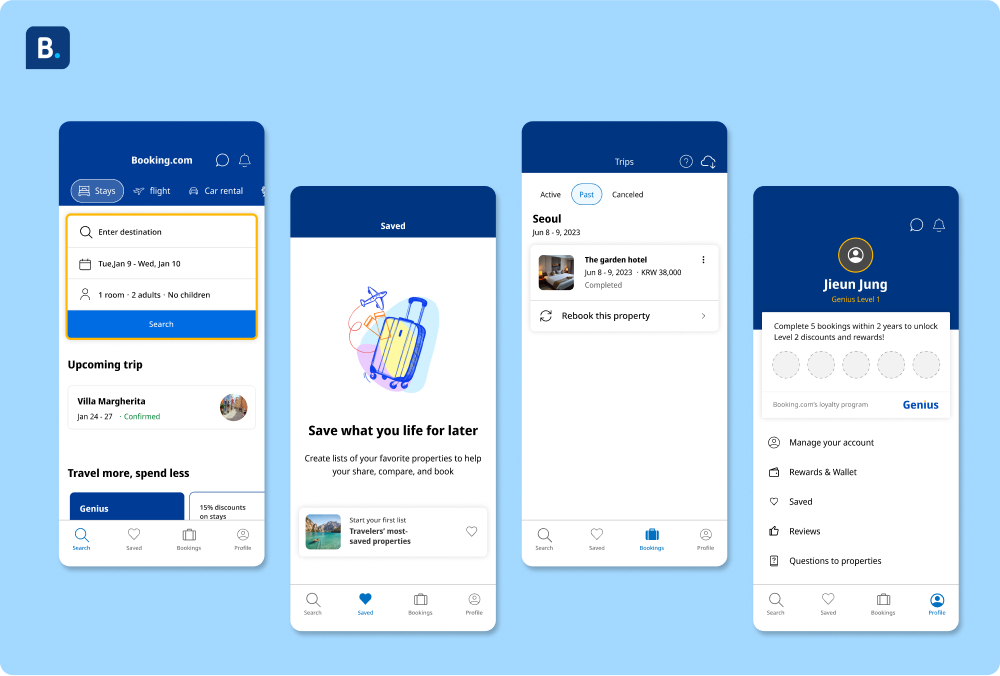 B.
Booking.com
Stays
flight
Car rental
Enter destination
Tue,Jan 9 - Wed, Jan 10
1 room · 2 adults · No children
Search
Upcoming trip
Villa Margherita
Jan 24 - 27 · Confirmed
Travel more, spend less
Genius
15% discounts
on stays
Search
Saved
Bookings
Profile
Saved
Save what you life for later
Create lists of your favorite properties to help
your share, compare, and book
Start your first list
Travelers’ most-
saved properties
Search
Saved
Bookings
Profile
Trips
Active
Past
Canceled
Seoul
Jun 8 - 9, 2023
The garden hotel
Jun 8 - 9, 2023 · KRW 38,000
Completed
Rebook this property
Search
Saved
Bookings
Profile
Jieun Jung
Genius Level 1
Complete 5 bookings within 2 years to unlock
Level 2 discounts and rewards!
Booking.com's loyalty program
Genius
Manage your account
Rewards & Wallet
Saved
Reviews
Questions to properties
Search
Saved
Bookings
Profile